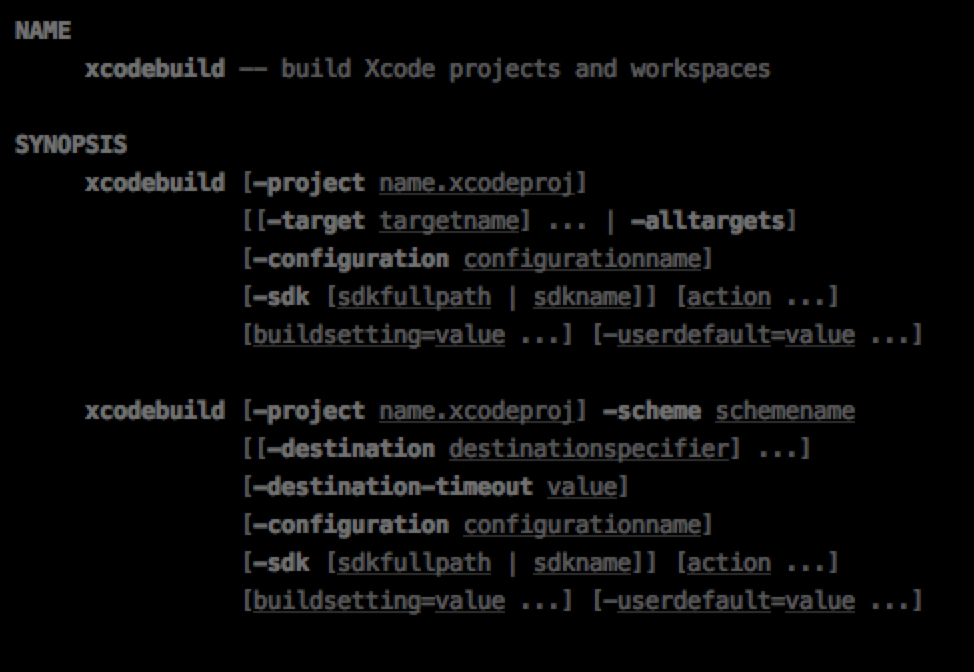 NAME
xcodebuild –– build Xcode projects and workspaces
SYNOPSIS
xcodebuild [–project name.xcodeproj]
[[–target targetname] ... | –alltargets]
[–configuration configurationname]
[–sdk [sdkfullpath | sdkname]] [action ...]
[buildsetting=value ...] [–userdefault=value ...]
xcodebuild [–project name.xcodeproj] –scheme schemename
[[–destination destinationspecifier] ...]
[–destination–timeout value]
[–configuration configurationname]
[–sdk [sdkfullpath | sdkname]] [action ...]
[buildsetting=value ...] [–userdefault=value ...]